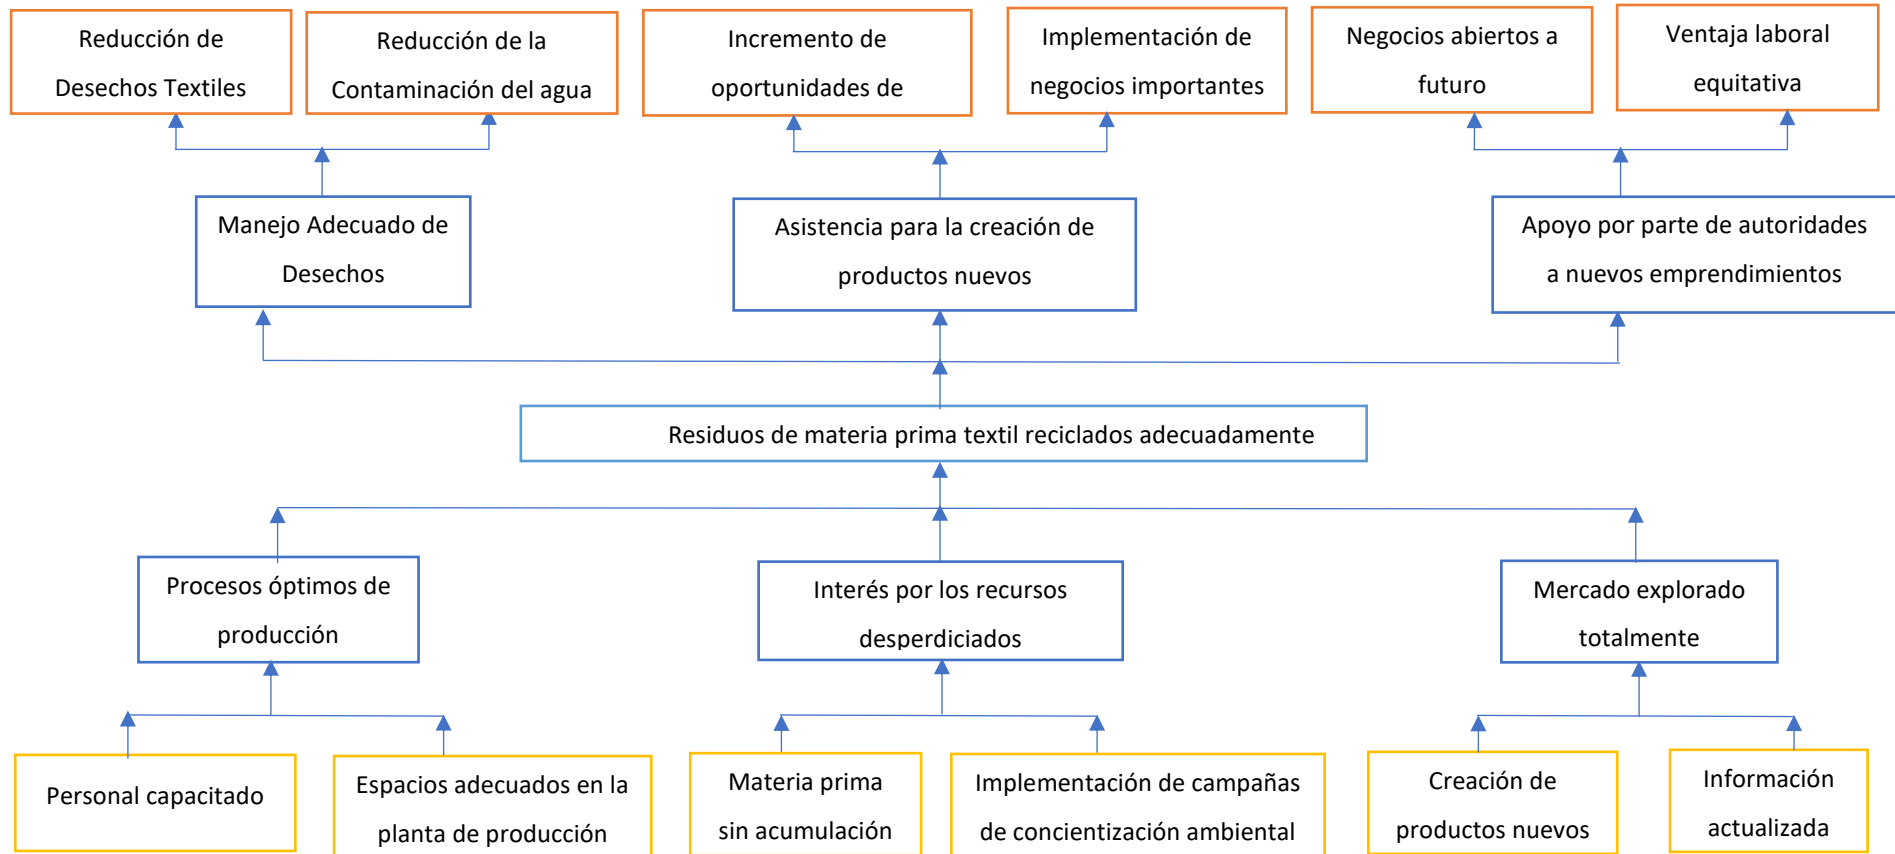 Reducción de
Desechos Textiles
Reducción de la
Contaminación del agua
Incremento de
oportunidades de
Implementación de
negocios importantes
Negocios abiertos a
futuro
Ventaja laboral
equitativa
Manejo Adecuado de
Desechos
Asistencia para la creación de
productos nuevos
Apoyo por parte de autoridades
a nuevos emprendimientos
Residuos de materia prima textil reciclados adecuadamente
Procesos óptimos de
producción
Interés por los recursos
desperdiciados
Mercado explorado
totalmente
Personal capacitado
Espacios adecuados en la
planta de producción
Materia prima
sin acumulación
Implementación de campañas
de concientización ambiental
Creación de
productos nuevos
Información
actualizada